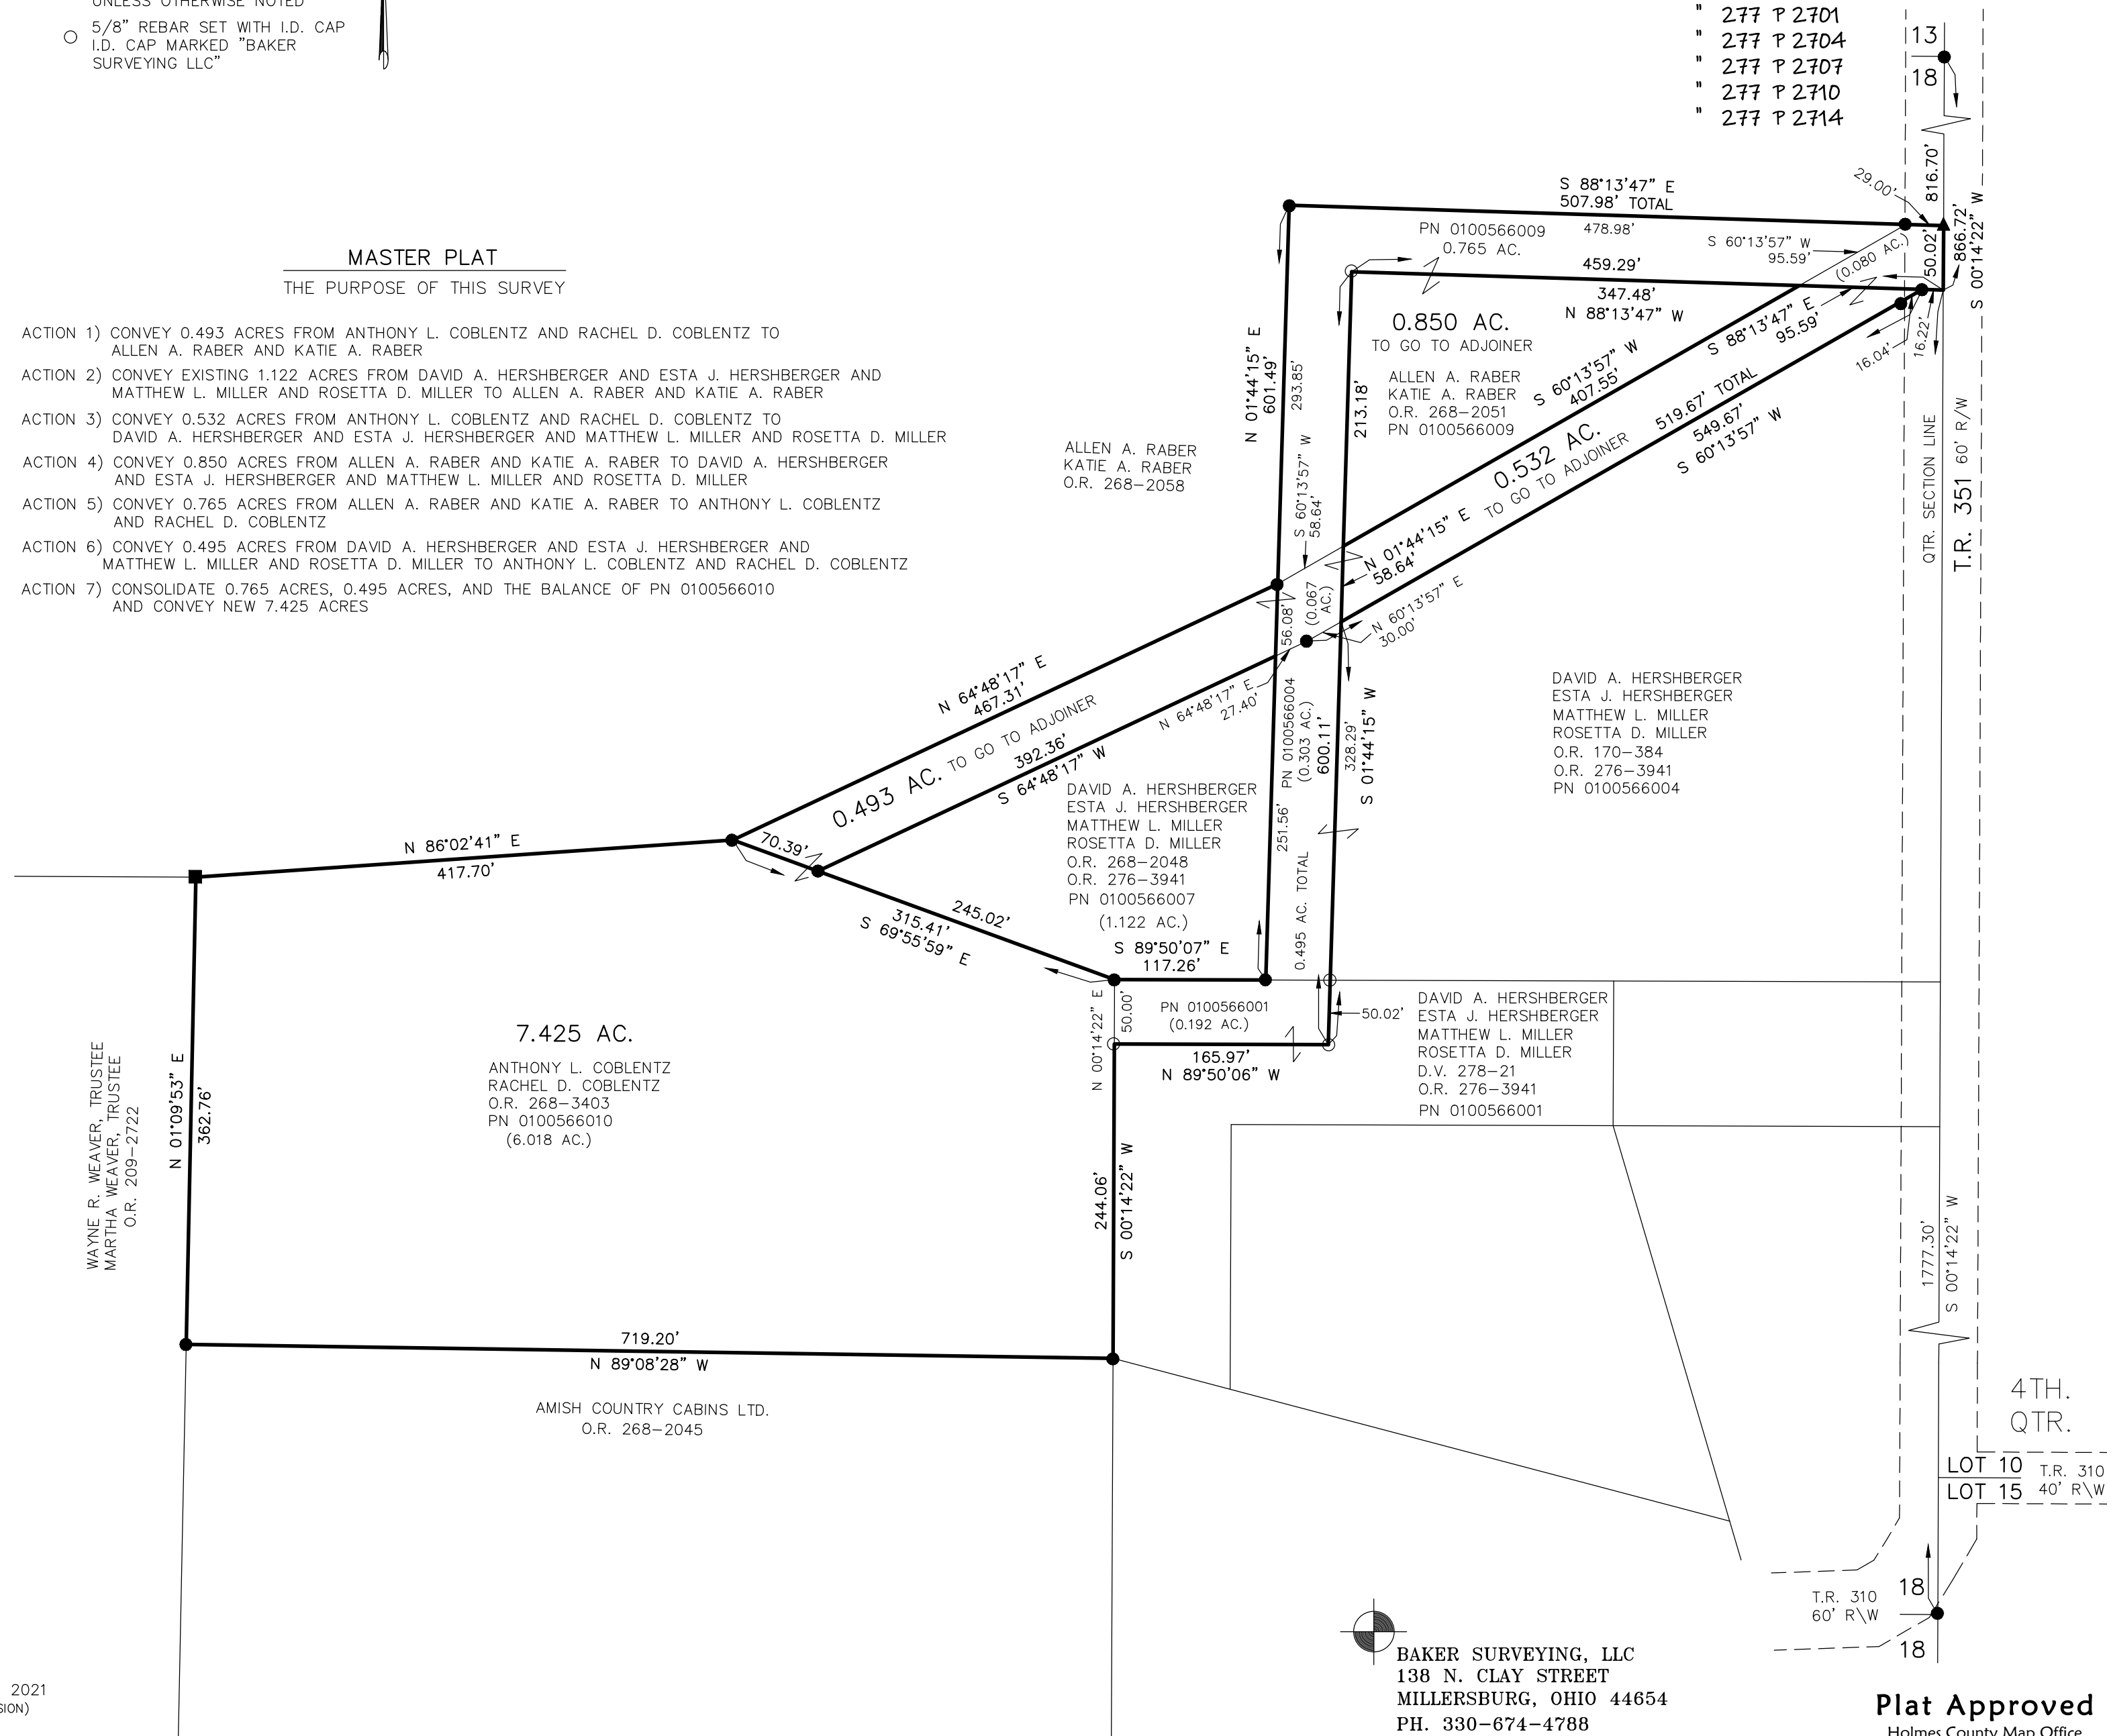 UNLESS OTHERWISE NOTED
5/8" REBAR SET WITH I.D. CAP
I.D. CAP MARKED "BAKER
SURVEYING LLC"
" 277 P 2701
" 277 P 2704
" 277 P 2707
" 277 P 2710
" 277 P 2714
13
18
816.70'
29.00'
50.02'
866.72'
S 00°14'22" W
MASTER PLAT
THE PURPOSE OF THIS SURVEY
ACTION 1) CONVEY 0.493 ACRES FROM ANTHONY L. COBLENTZ AND RACHEL D. COBLENTZ TO
ALLEN A. RABER AND KATIE A. RABER
ACTION 2) CONVEY EXISTING 1.122 ACRES FROM DAVID A. HERSHBERGER AND ESTA J. HERSHBERGER AND
MATTHEW L. MILLER AND ROSETTA D. MILLER TO ALLEN A. RABER AND KATIE A. RABER
ACTION 3) CONVEY 0.532 ACRES FROM ANTHONY L. COBLENTZ AND RACHEL D. COBLENTZ TO
DAVID A. HERSHBERGER AND ESTA J. HERSHBERGER AND MATTHEW L. MILLER AND ROSETTA D. MILLER
ACTION 4) CONVEY 0.850 ACRES FROM ALLEN A. RABER AND KATIE A. RABER TO DAVID A. HERSHBERGER
AND ESTA J. HERSHBERGER AND MATTHEW L. MILLER AND ROSETTA D. MILLER
ACTION 5) CONVEY 0.765 ACRES FROM ALLEN A. RABER AND KATIE A. RABER TO ANTHONY L. COBLENTZ
AND RACHEL D. COBLENTZ
ACTION 6) CONVEY 0.495 ACRES FROM DAVID A. HERSHBERGER AND ESTA J. HERSHBERGER AND
MATTHEW L. MILLER AND ROSETTA D. MILLER TO ANTHONY L. COBLENTZ AND RACHEL D. COBLENTZ
ACTION 7) CONSOLIDATE 0.765 ACRES, 0.495 ACRES, AND THE BALANCE OF PN 0100566010
AND CONVEY NEW 7.425 ACRES
S 88°13'47" E
507.98' TOTAL
478.98'
PN 0100566009
0.765 AC.
S 60°13'57" W
95.59'
(0.080 AC.)
459.29'
347.48'
N 88°13'47" W
0.850 AC.
TO GO TO ADJOINER
ALLEN A. RABER
KATIE A. RABER
O.R. 268-2051
PN 0100566009
S 88°13'47" E
95.59'
16.04'
16.22'
N 01°44'15" E
601.49'
293.85'
213.18'
S 60°13'57" W
58.64'
S 60°13'57" W
407.55'
0.532 AC.
TO GO TO ADJOINER
519.67' TOTAL
549.67'
S 60°13'57" W
ALLEN A. RABER
KATIE A. RABER
O.R. 268-2058
QTR. SECTION LINE
T.R. 351 60' R/W
N 01°44'15" E
58.64'
(0.067
AC.)
N 60°13'57" E
30.00'
56.08'
N 64°48'17" E
467.31'
0.493 AC. TO GO TO ADJOINER
392.36'
S 64°48'17" W
N 64°48'17" E
27.40'
PN 0100566004
(0.303 AC.)
600.11'
328.29'
S 01°44'15" W
251.56'
0.495 AC. TOTAL
DAVID A. HERSHBERGER
ESTA J. HERSHBERGER
MATTHEW L. MILLER
ROSETTA D. MILLER
O.R. 170-384
O.R. 276-3941
PN 0100566004
DAVID A. HERSHBERGER
ESTA J. HERSHBERGER
MATTHEW L. MILLER
ROSETTA D. MILLER
O.R. 268-2048
O.R. 276-3941
PN 0100566007
(1.122 AC.)
N 86°02'41" E
417.70'
70.39'
245.02'
315.41'
S 69°55'59" E
S 89°50'07" E
117.26'
N 00°14'22" E
50.00'
PN 0100566001
(0.192 AC.)
50.02'
165.97'
N 89°50'06" W
DAVID A. HERSHBERGER
ESTA J. HERSHBERGER
MATTHEW L. MILLER
ROSETTA D. MILLER
D.V. 278-21
O.R. 276-3941
PN 0100566001
7.425 AC.
ANTHONY L. COBLENTZ
RACHEL D. COBLENTZ
O.R. 268-3403
PN 0100566010
(6.018 AC.)
WAYNE R. WEAVER, TRUSTEE
MARTHA WEAVER, TRUSTEE
O.R. 209-2722
N 01°09'53" E
362.76'
244.06'
S 00°14'22" W
719.20'
N 89°08'28" W
AMISH COUNTRY CABINS LTD.
O.R. 268-2045
1777.30'
S 00°14'22" W
4TH.
QTR.
LOT 10
LOT 15
T.R. 310
40' R\W
T.R. 310
60' R\W
18
18
BAKER SURVEYING, LLC
138 N. CLAY STREET
MILLERSBURG, OHIO 44654
PH. 330-674-4788
2021
SION)
Plat Approved
Holmes County Map Office